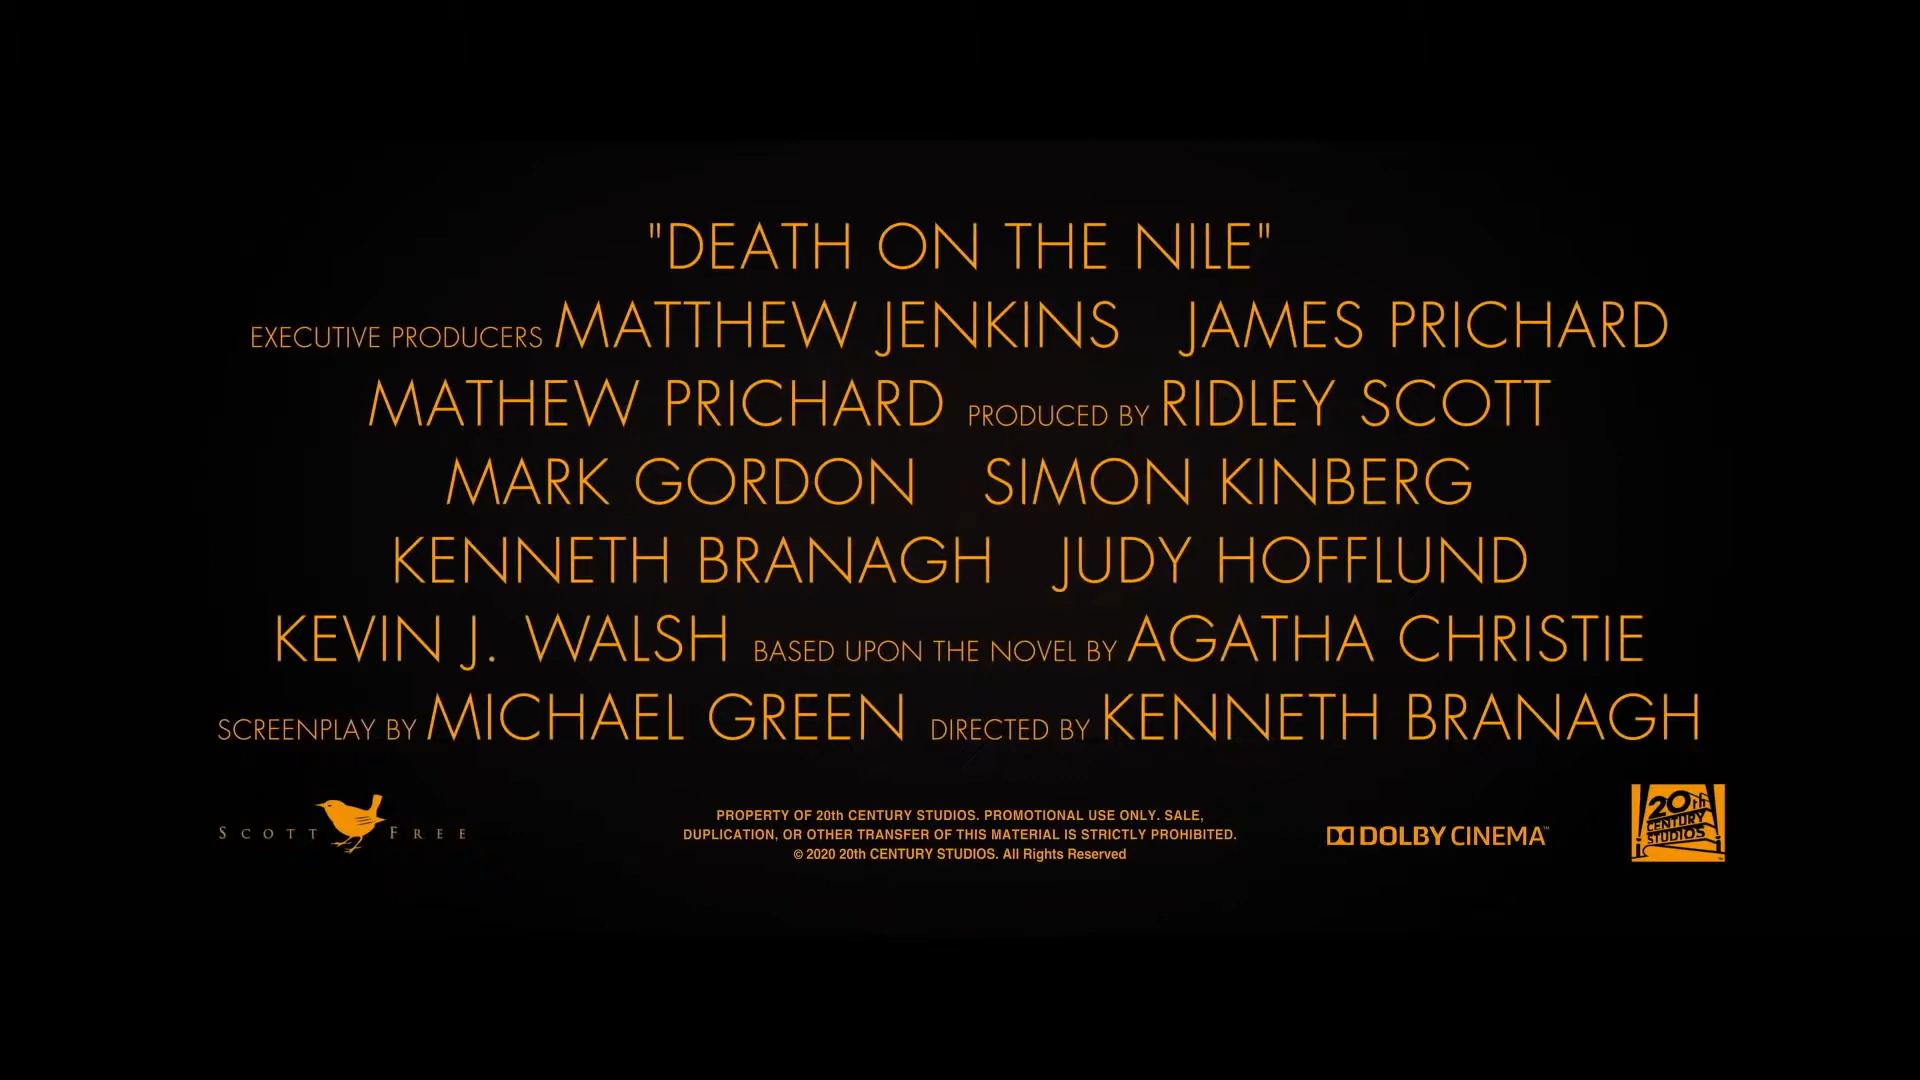 "DEATH ON THE NILE"
EXECUTIVE PRODUCERS MATTHEW JENKINS JAMES PRICHARD
MATHEW PRICHARD PRODUCED BY RIDLEY SCOTT
MARK GORDON SIMON KINBERG
KENNETH BRANAGH JUDY HOFFLUND
KEVIN J. WALSH BASED UPON THE NOVEL BY AGATHA CHRISTIE
SCREENPLAY BY MICHAEL GREEN DIRECTED BY KENNETH BRANAGH
SCOTT FREE
PROPERTY OF 20th CENTURY STUDIOS. PROMOTIONAL USE ONLY. SALE,
DUPLICATION, OR OTHER TRANSFER OF THIS MATERIAL IS STRICTLY PROHIBITED.
© 2020 20th CENTURY STUDIOS. All Rights Reserved
DOLBY CINEMA™
20th
CENTURY
STUDIOS